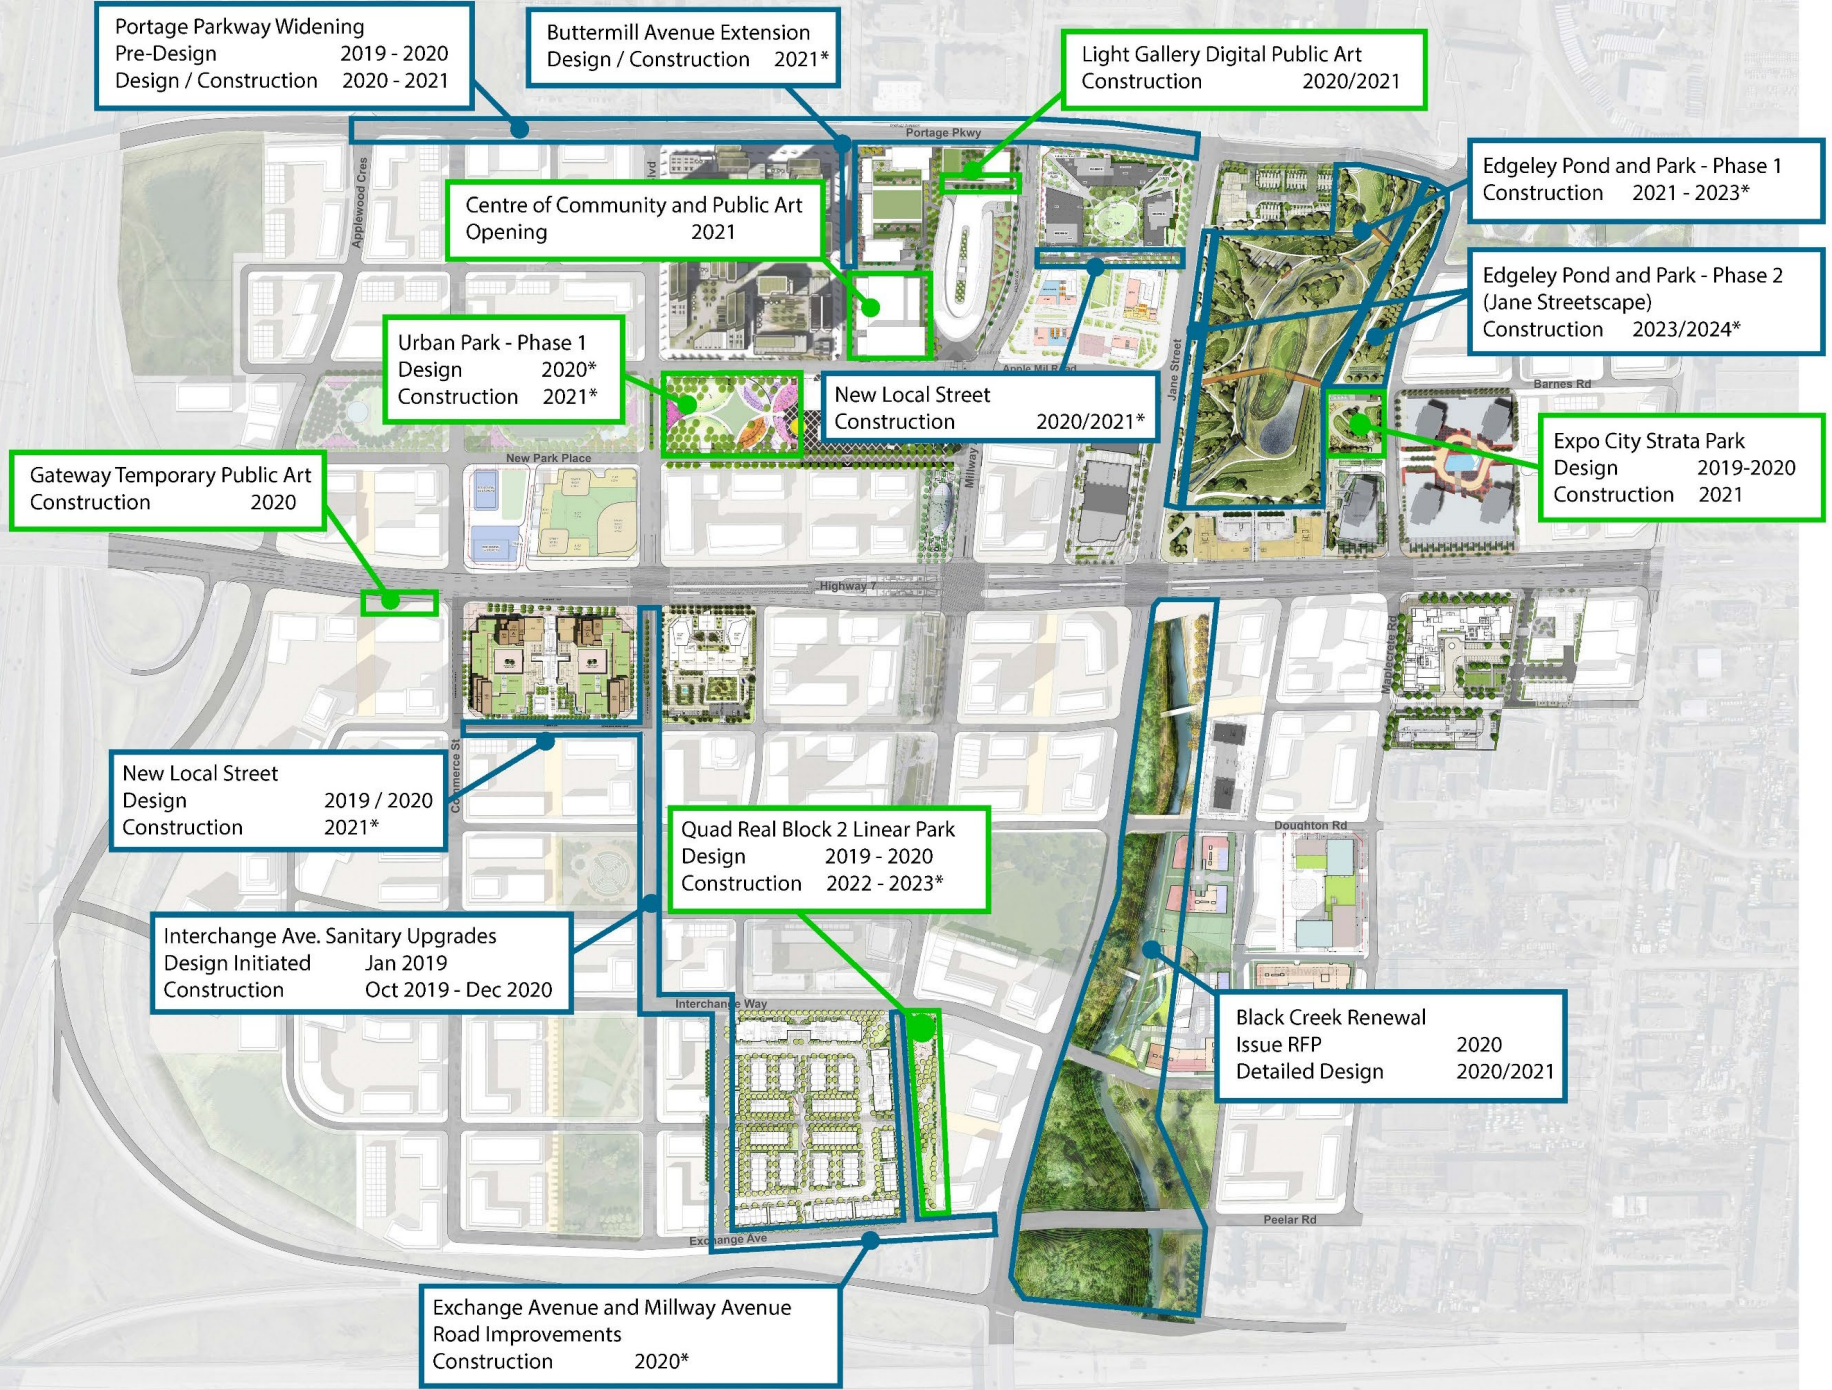 Portage Parkway Widening
Pre-Design 2019 - 2020
Design / Construction 2020 - 2021
Buttermill Avenue Extension
Design / Construction 2021*
Light Gallery Digital Public Art
Construction 2020/2021
Portage Pkwy
Edgeley Pond and Park - Phase 1
Construction 2021 - 2023*
Applewood Cres
lvd
Centre of Community and Public Art
Opening 2021
Edgeley Pond and Park - Phase 2
(Jane Streetscape)
Construction 2023/2024*
Urban Park - Phase 1
Design 2020*
Construction 2021*
Jane Street
Apple Mill Road
Barnes Rd
New Local Street
Construction 2020/2021*
Expo City Strata Park
Design 2019-2020
Construction 2021
New Park Place
Millway
Gateway Temporary Public Art
Construction 2020
Highway 7
Maplecrete Rd
Commerce St
New Local Street
Design 2019 / 2020
Construction 2021*
Quad Real Block 2 Linear Park
Design 2019 - 2020
Construction 2022 - 2023*
Doughton Rd
Interchange Ave. Sanitary Upgrades
Design Initiated Jan 2019
Construction Oct 2019 - Dec 2020
Interchange Way
Black Creek Renewal
Issue RFP 2020
Detailed Design 2020/2021
Peelar Rd
Exchange Ave
Exchange Avenue and Millway Avenue
Road Improvements
Construction 2020*